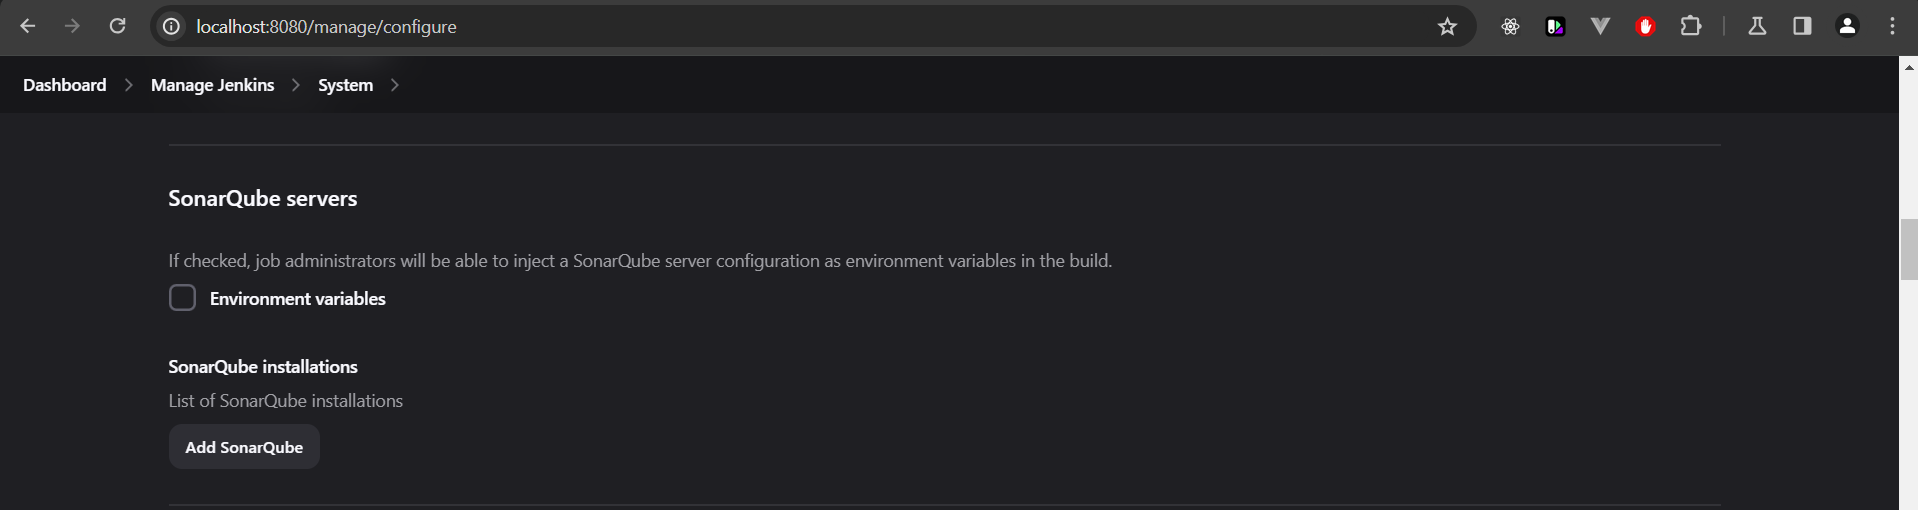 localhost:8080/manage/configure
Dashboard > Manage Jenkins > System >
SonarQube servers
If checked, job administrators will be able to inject a SonarQube server configuration as environment variables in the build.
Environment variables
SonarQube installations
List of SonarQube installations
Add SonarQube